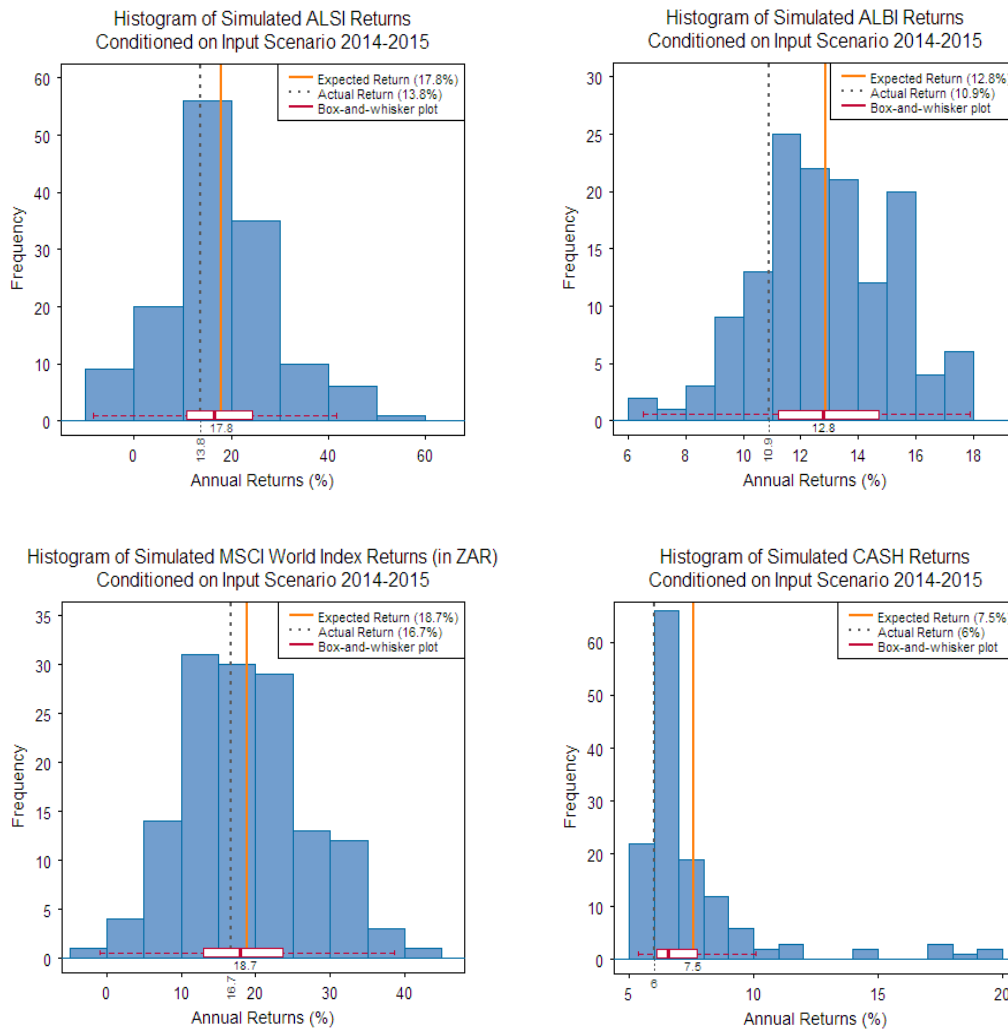 Histogram of Simulated ALSI Returns
Conditioned on Input Scenario 2014-2015
Expected Return (17.8%)
Actual Return (13.8%)
Box-and-whisker plot
60
50
40
30
20
10
0
Frequency
17.8
13.8
0 20 40 60
Annual Returns (%)
Histogram of Simulated ALBI Returns
Conditioned on Input Scenario 2014-2015
Expected Return (12.8%
Actual Return (10.9%)
Box-and-whisker plot
30
25
20
15
10
5
0
Frequency
12.8
10.9
6 8 10 12 14 16 18
Annual Returns (%)
Histogram of Simulated MSCI World Index Returns (in ZAR)
Conditioned on Input Scenario 2014-2015
Expected Return (18.7%)
Actual Return (16.7%)
Box-and-whisker plot
35
30
25
20
15
10
5
0
Frequency
18.7
16.7
0 10 20 30 40
Annual Returns (%)
Histogram of Simulated CASH Returns
Conditioned on Input Scenario 2014-2015
Expected Return (7.5%
Actual Return (6%)
Box-and-whisker plot
60
50
40
30
20
10
0
Frequency
7.5
6
5 10 15 20
Annual Returns (%)